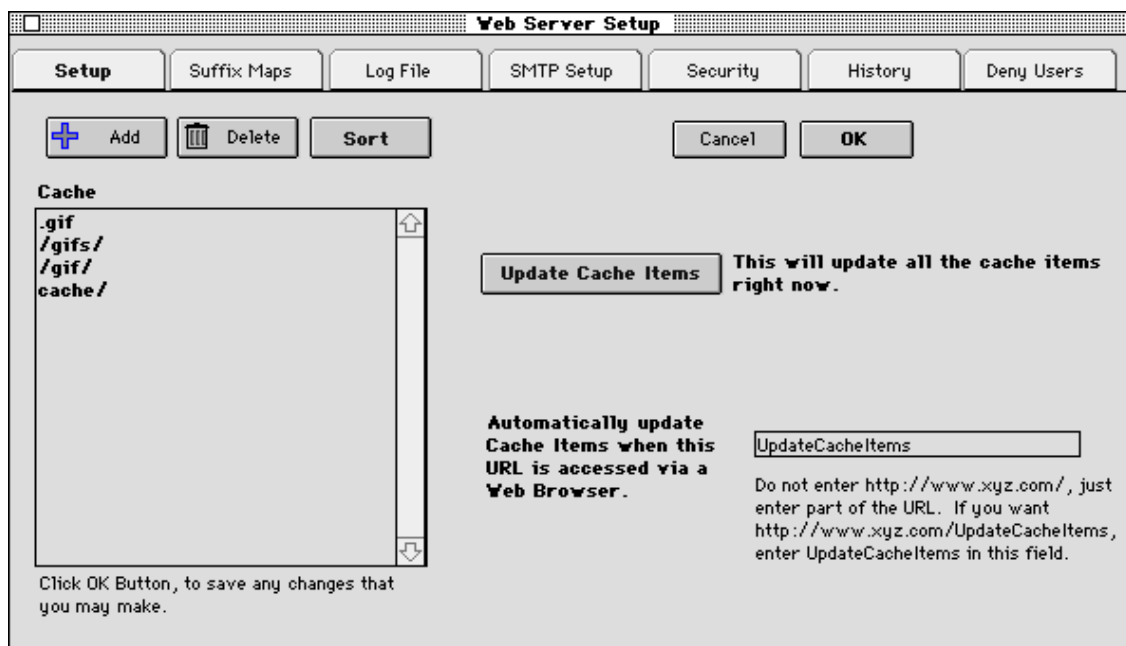 Web Server Setup
Setup
Suffix Maps
Log File
SMTP Setup
Security
History
Deny Users
Add
Delete
Sort
Cancel
OK
Cache
.gif
/gifs/
/gif/
cache/
Update Cache Items
This will update all the cache items
right now.
Automatically update
Cache Items when this
URL is accessed via a
Web Browser.
UpdateCacheItems
Do not enter http://www.xyz.com/, just
enter part of the URL. If you want
http://www.xyz.com/UpdateCacheItems,
enter UpdateCacheItems in this field.
Click OK Button, to save any changes that
you may make.